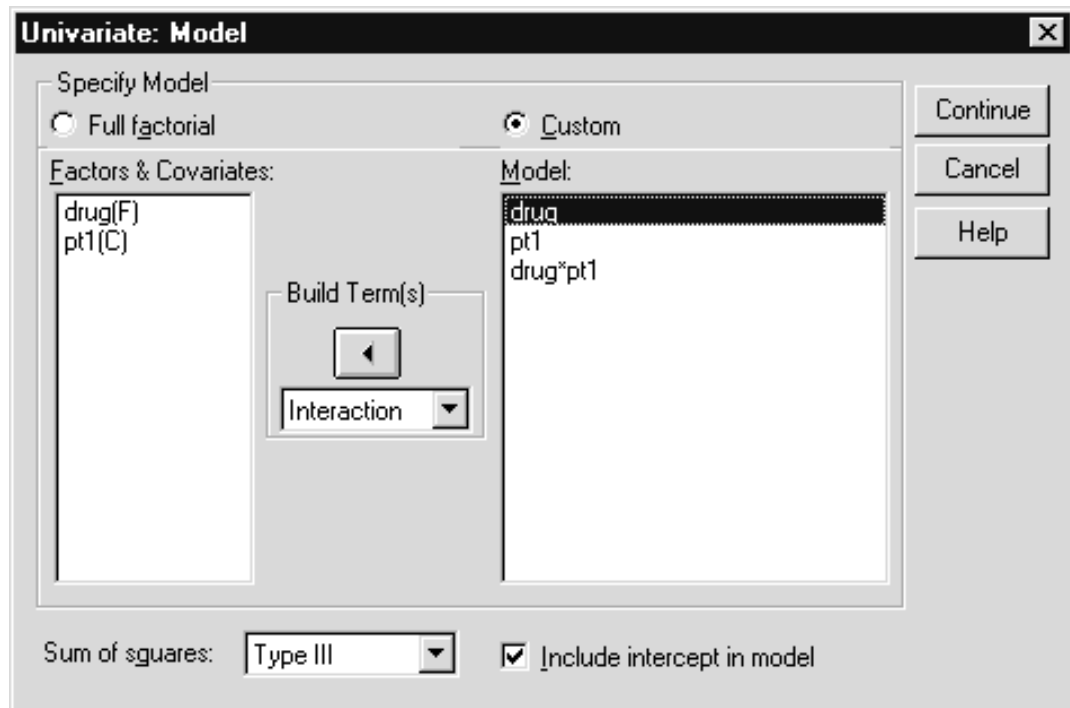 Univariate: Model
Specify Model
Full factorial
Custom
Continue
Cancel
Help
Factors & Covariates:
drug(F)
pt1(C)
Build Term(s)
Interaction
Model:
drug
pt1
drug*pt1
Sum of sguares:
Type III
Include intercept in model